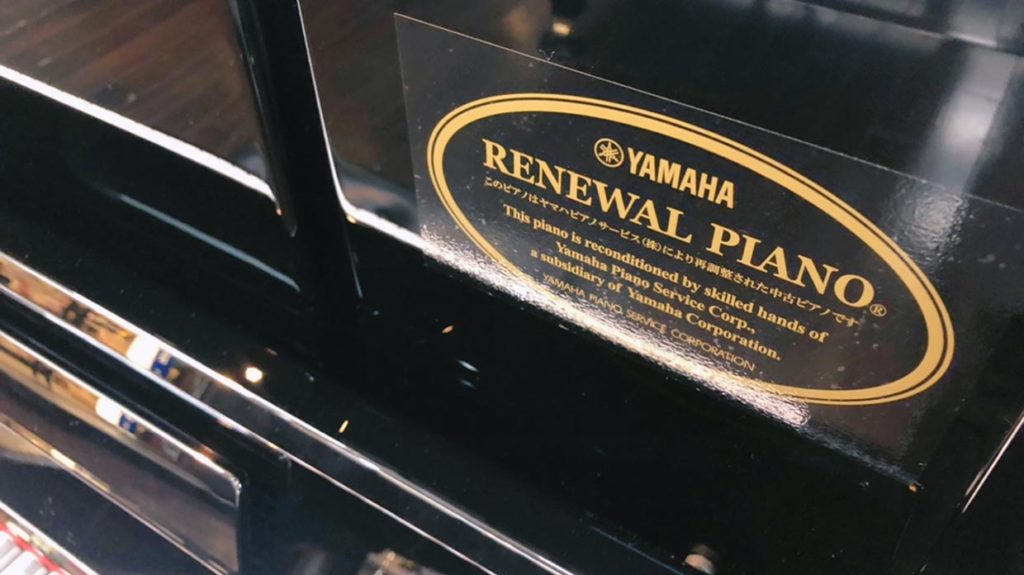 YAMAHA
RENEWAL PIANO®
このピアノはヤマハピアノサービス(株)により再調整された中古ピアノです。
This piano is reconditioned by skilled hands of
Yamaha Piano Service Corp.,
a subsidiary of Yamaha Corporation.
YAMAHA PIANO SERVICE CORPORATION